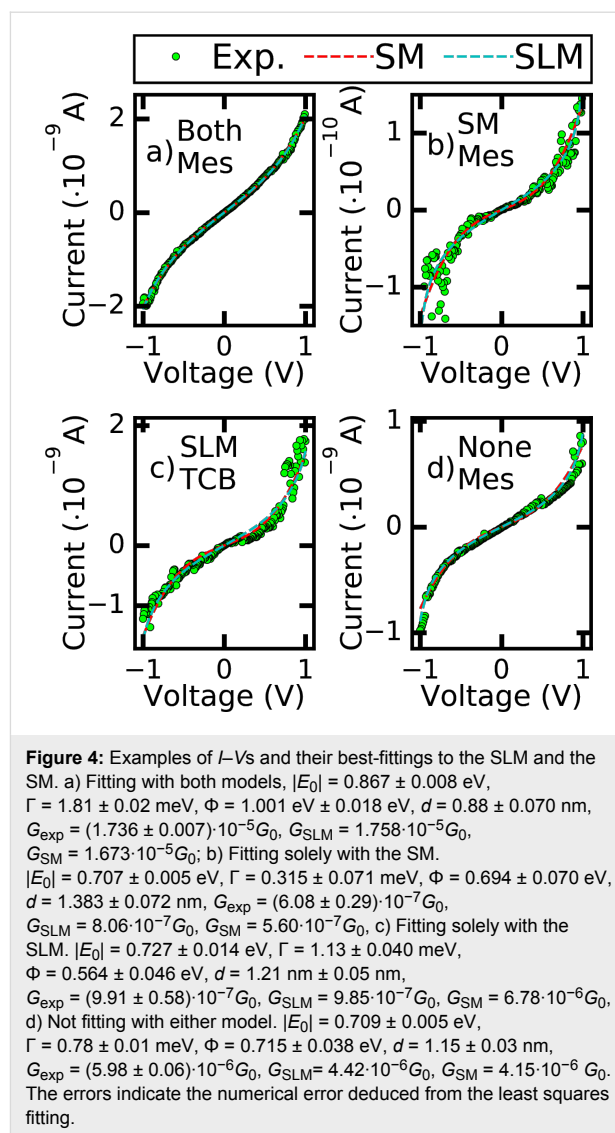 Exp. SM SLM
Current (·10⁻⁹ A)
2
0
−2
a) Both
Mes
−1 0 1
Voltage (V)
Current (·10⁻¹⁰ A)
1
0
−1
b) SM
Mes
−1 0 1
Voltage (V)
Current (·10⁻⁹ A)
2
0
−1
c) SLM
TCB
−1 0 1
Voltage (V)
Current (·10⁻⁹ A)
1
0
−1
d) None
Mes
−1 0 1
Voltage (V)
Figure 4: Examples of I–Vs and their best-fittings to the SLM and the
SM. a) Fitting with both models, |E₀| = 0.867 ± 0.008 eV,
Γ = 1.81 ± 0.02 meV, Φ = 1.001 eV ± 0.018 eV, d = 0.88 ± 0.070 nm,
Gexp = (1.736 ± 0.007)·10⁻⁵G₀, GSLM = 1.758·10⁻⁵G₀,
GSM = 1.673·10⁻⁵G₀; b) Fitting solely with the SM.
|E₀| = 0.707 ± 0.005 eV, Γ = 0.315 ± 0.071 meV, Φ = 0.694 ± 0.070 eV,
d = 1.383 ± 0.072 nm, Gexp = (6.08 ± 0.29)·10⁻⁷G₀,
GSLM = 8.06·10⁻⁷G₀, GSM = 5.60·10⁻⁷G₀, c) Fitting solely with the
SLM. |E₀| = 0.727 ± 0.014 eV, Γ = 1.13 ± 0.040 meV,
Φ = 0.564 ± 0.046 eV, d = 1.21 nm ± 0.05 nm,
Gexp = (9.91 ± 0.58)·10⁻⁷G₀, GSLM = 9.85·10⁻⁷G₀, GSM = 6.78·10⁻⁶G₀,
d) Not fitting with either model. |E₀| = 0.709 ± 0.005 eV,
Γ = 0.78 ± 0.01 meV, Φ = 0.715 ± 0.038 eV, d = 1.15 ± 0.03 nm,
Gexp = (5.98 ± 0.06)·10⁻⁶G₀, GSLM= 4.42·10⁻⁶G₀, GSM = 4.15·10⁻⁶ G₀.
The errors indicate the numerical error deduced from the least squares
fitting.